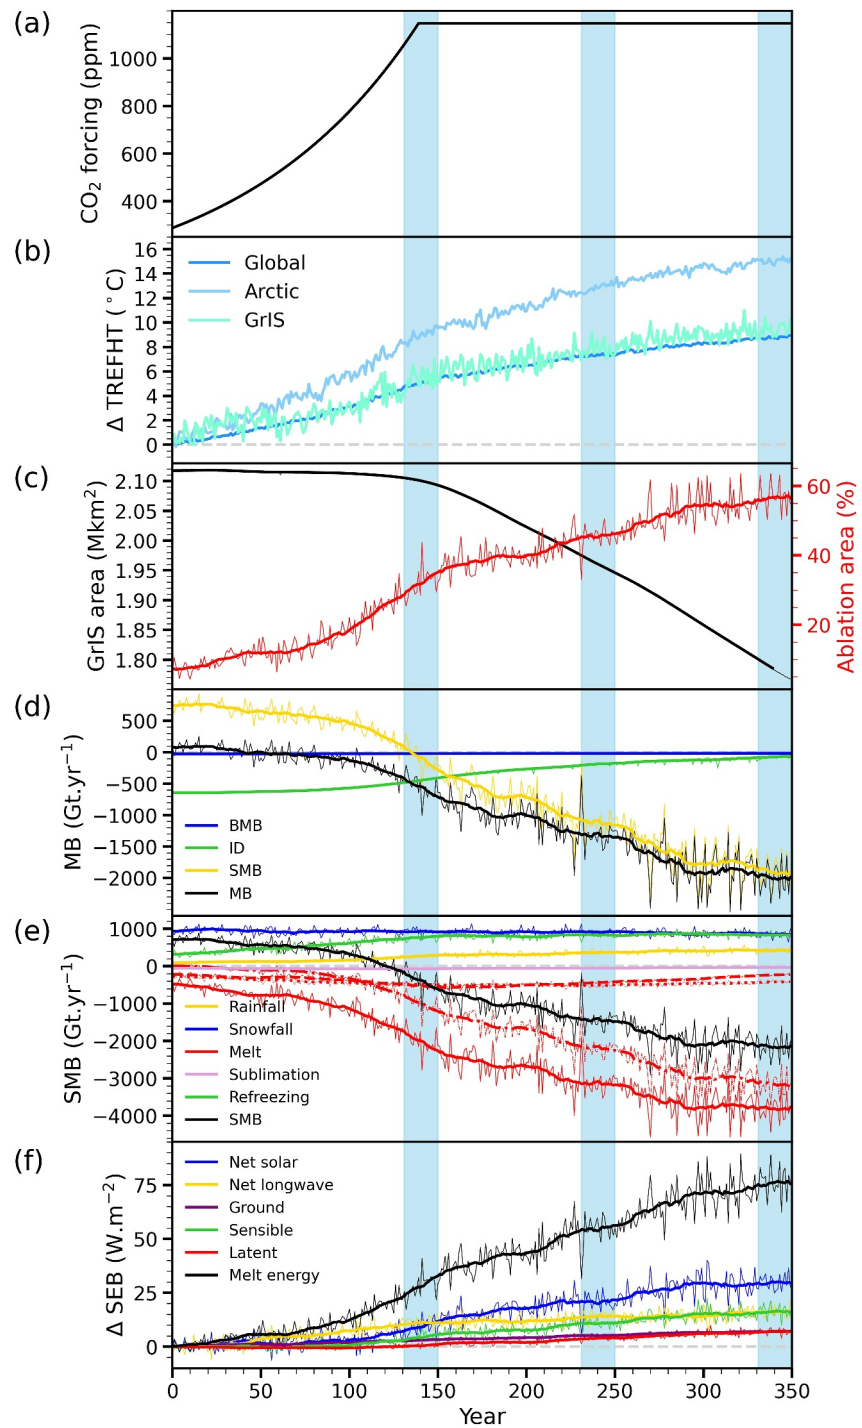 (a)
CO₂ forcing (ppm)
1000
800
600
400
(b)
Δ TREFHT (°C)
16
14
12
10
8
6
4
2
0
Global
Arctic
GrIS
(c)
GrIS area (Mkm²)
2.10
2.05
2.00
1.95
1.90
1.85
1.80
60
40
20
Ablation area (%)
(d)
MB (Gt.yr⁻¹)
500
0
−500
−1000
−1500
−2000
BMB
ID
SMB
MB
(e)
SMB (Gt.yr⁻¹)
1000
0
−1000
−2000
−3000
−4000
Rainfall
Snowfall
Melt
Sublimation
Refreezing
SMB
(f)
Δ SEB (W.m⁻²)
75
50
25
0
Net solar
Net longwave
Ground
Sensible
Latent
Melt energy
0 50 100 150 200 250 300 350
Year